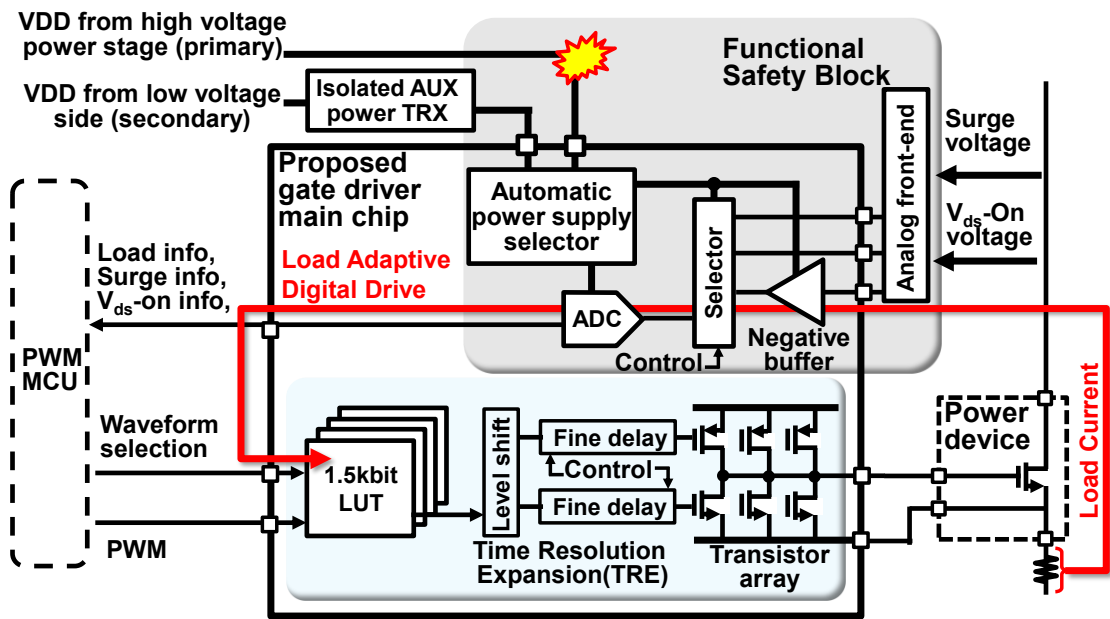 VDD from high voltage
power stage (primary)
VDD from low voltage
side (secondary)
Isolated AUX
power TRX
Functional
Safety Block
Surge
voltage
Vds-On
voltage
Analog front-end
Proposed
gate driver
main chip
Automatic
power supply
selector
Selector
Load info,
Surge info,
Vds-on info,
Load Adaptive
Digital Drive
ADC
Negative
buffer
Control
PWM
MCU
Waveform
selection
PWM
1.5kbit
LUT
Level shift
Fine delay
Control
Fine delay
Time Resolution
Expansion(TRE)
Transistor
array
Power
device
Load Current